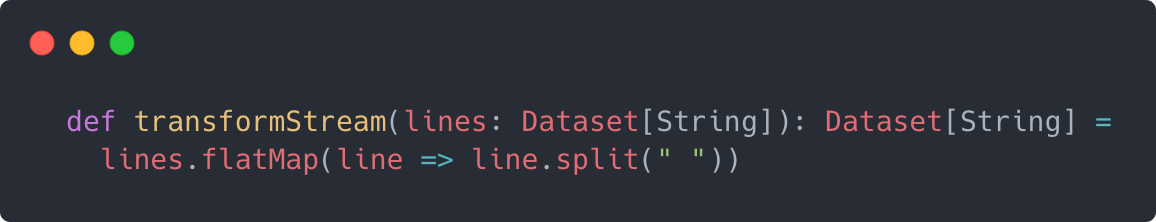 def transformStream(lines: Dataset[String]): Dataset[String] =
  lines.flatMap(line => line.split(" "))